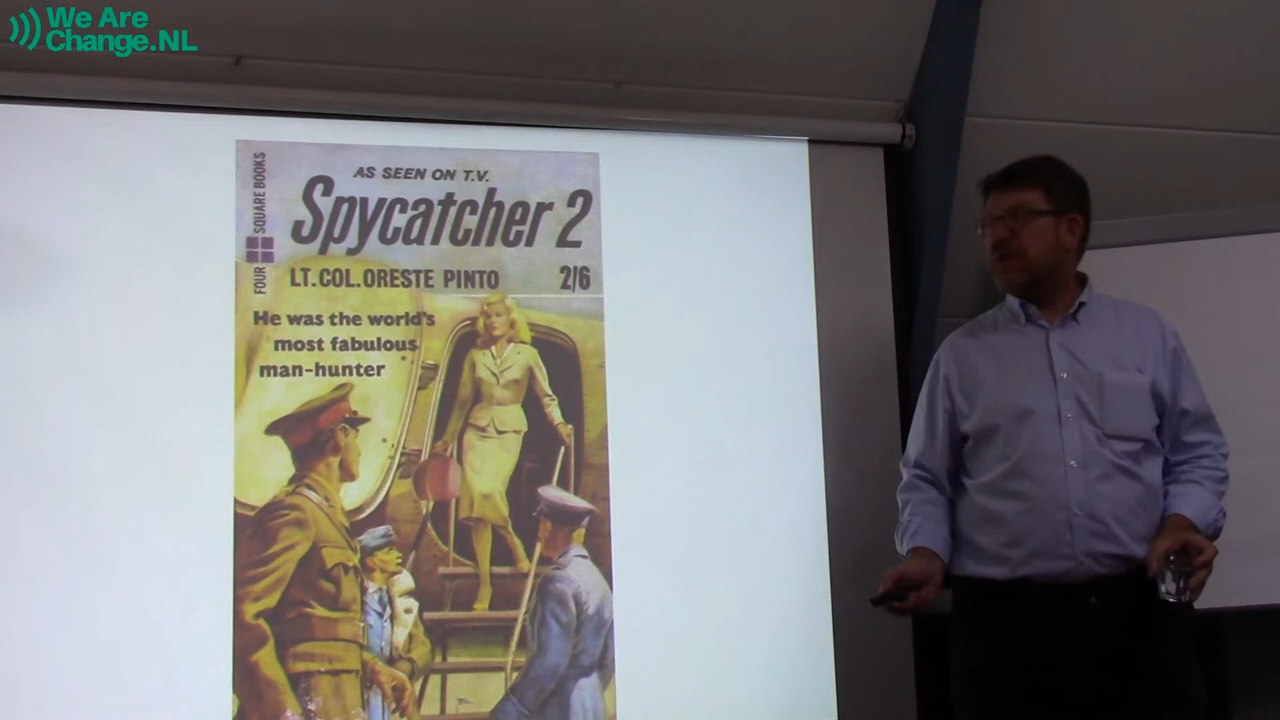 We Are
Change.NL
AS SEEN ON T.V.
Spycatcher 2
LT. COL. ORESTE PINTO 2/6
FOUR SQUARE BOOKS
He was the world's
most fabulous
man-hunter